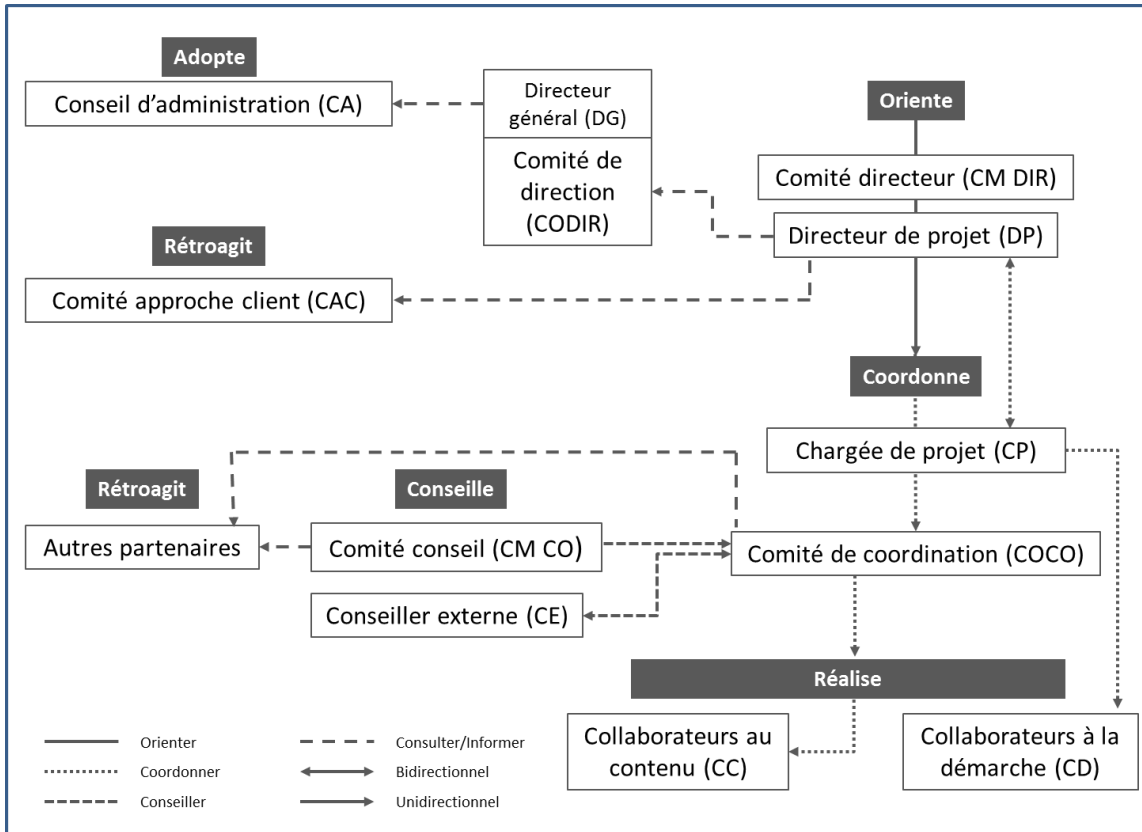 Adopte
Conseil d’administration (CA)
Directeur
général (DG)
Comité de
direction
(CODIR)
Oriente
Comité directeur (CM DIR)
Directeur de projet (DP)
Rétroagit
Comité approche client (CAC)
Coordonne
Chargée de projet (CP)
Rétroagit
Conseille
Autres partenaires
Comité conseil (CM CO)
Comité de coordination (COCO)
Conseiller externe (CE)
Réalise
Collaborateurs au
contenu (CC)
Collaborateurs à la
démarche (CD)
Orienter
Consulter/Informer
Coordonner
Bidirectionnel
Conseiller
Unidirectionnel